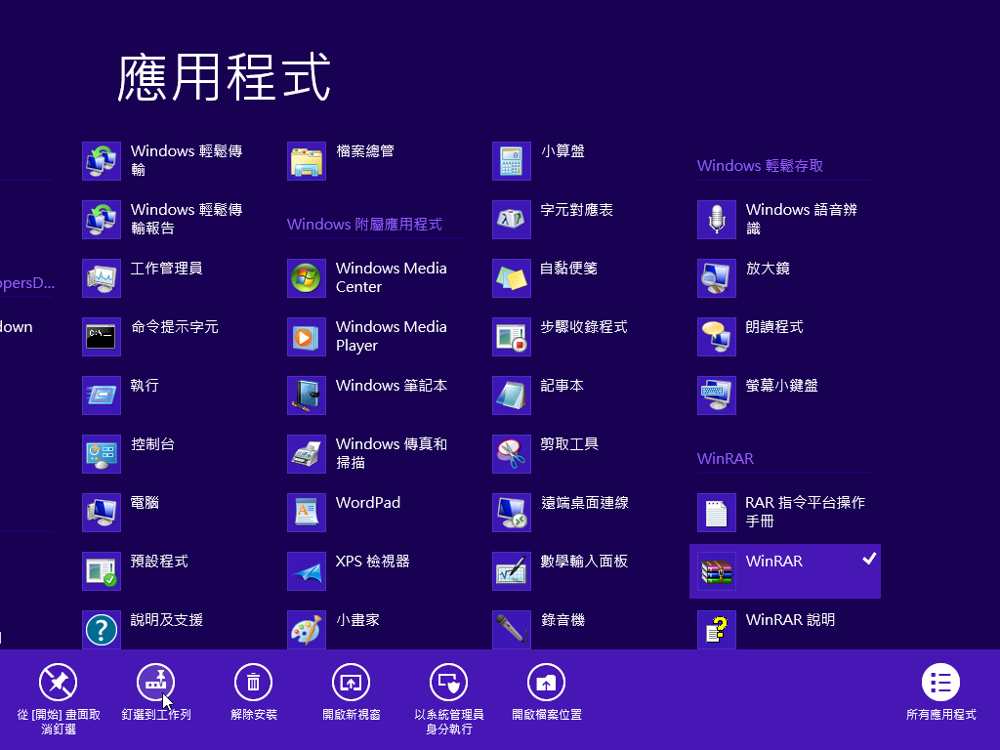 應用程式
opersD...
down
Windows 輕鬆傳
輸
Windows 輕鬆傳
輸報告
工作管理員
命令提示字元
執行
控制台
電腦
預設程式
說明及支援
檔案總管
Windows 附屬應用程式
Windows Media
Center
Windows Media
Player
Windows 筆記本
Windows 傳真和
掃描
WordPad
XPS 檢視器
小畫家
小算盤
字元對應表
自黏便箋
步驟收錄程式
記事本
剪取工具
遠端桌面連線
數學輸入面板
錄音機
Windows 輕鬆存取
Windows 語音辨
識
放大鏡
朗讀程式
螢幕小鍵盤
WinRAR
RAR 指令平台操作
手冊
WinRAR
WinRAR 說明
從 [開始] 畫面取
消釘選
釘選到工作列
解除安裝
開啟新視窗
以系統管理員
身分執行
開啟檔案位置
所有應用程式